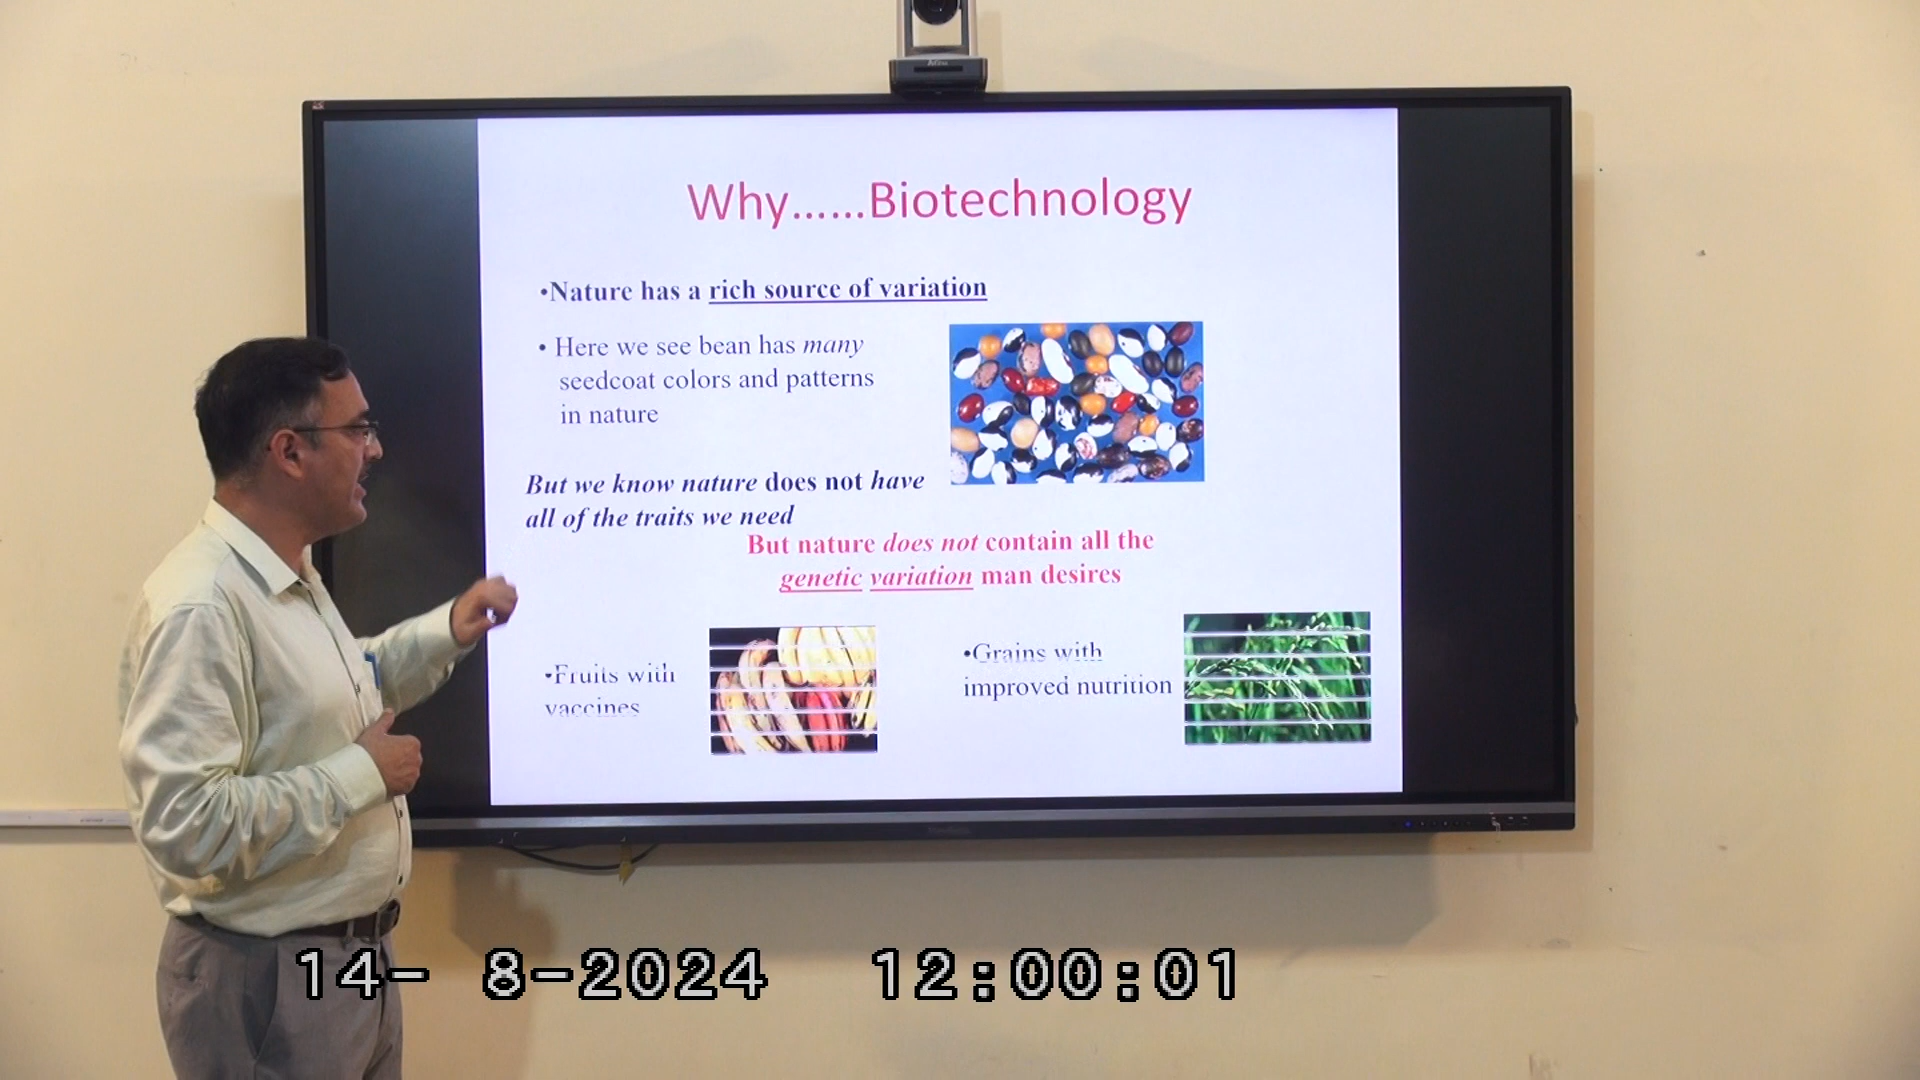 Why......Biotechnology
•Nature has a rich source of variation
• Here we see bean has many
seedcoat colors and patterns
in nature
But we know nature does not have
all of the traits we need
But nature does not contain all the
genetic variation man desires
•Fruits with
vaccines
•Grains with
improved nutrition
14- 8-2024 12:00:01